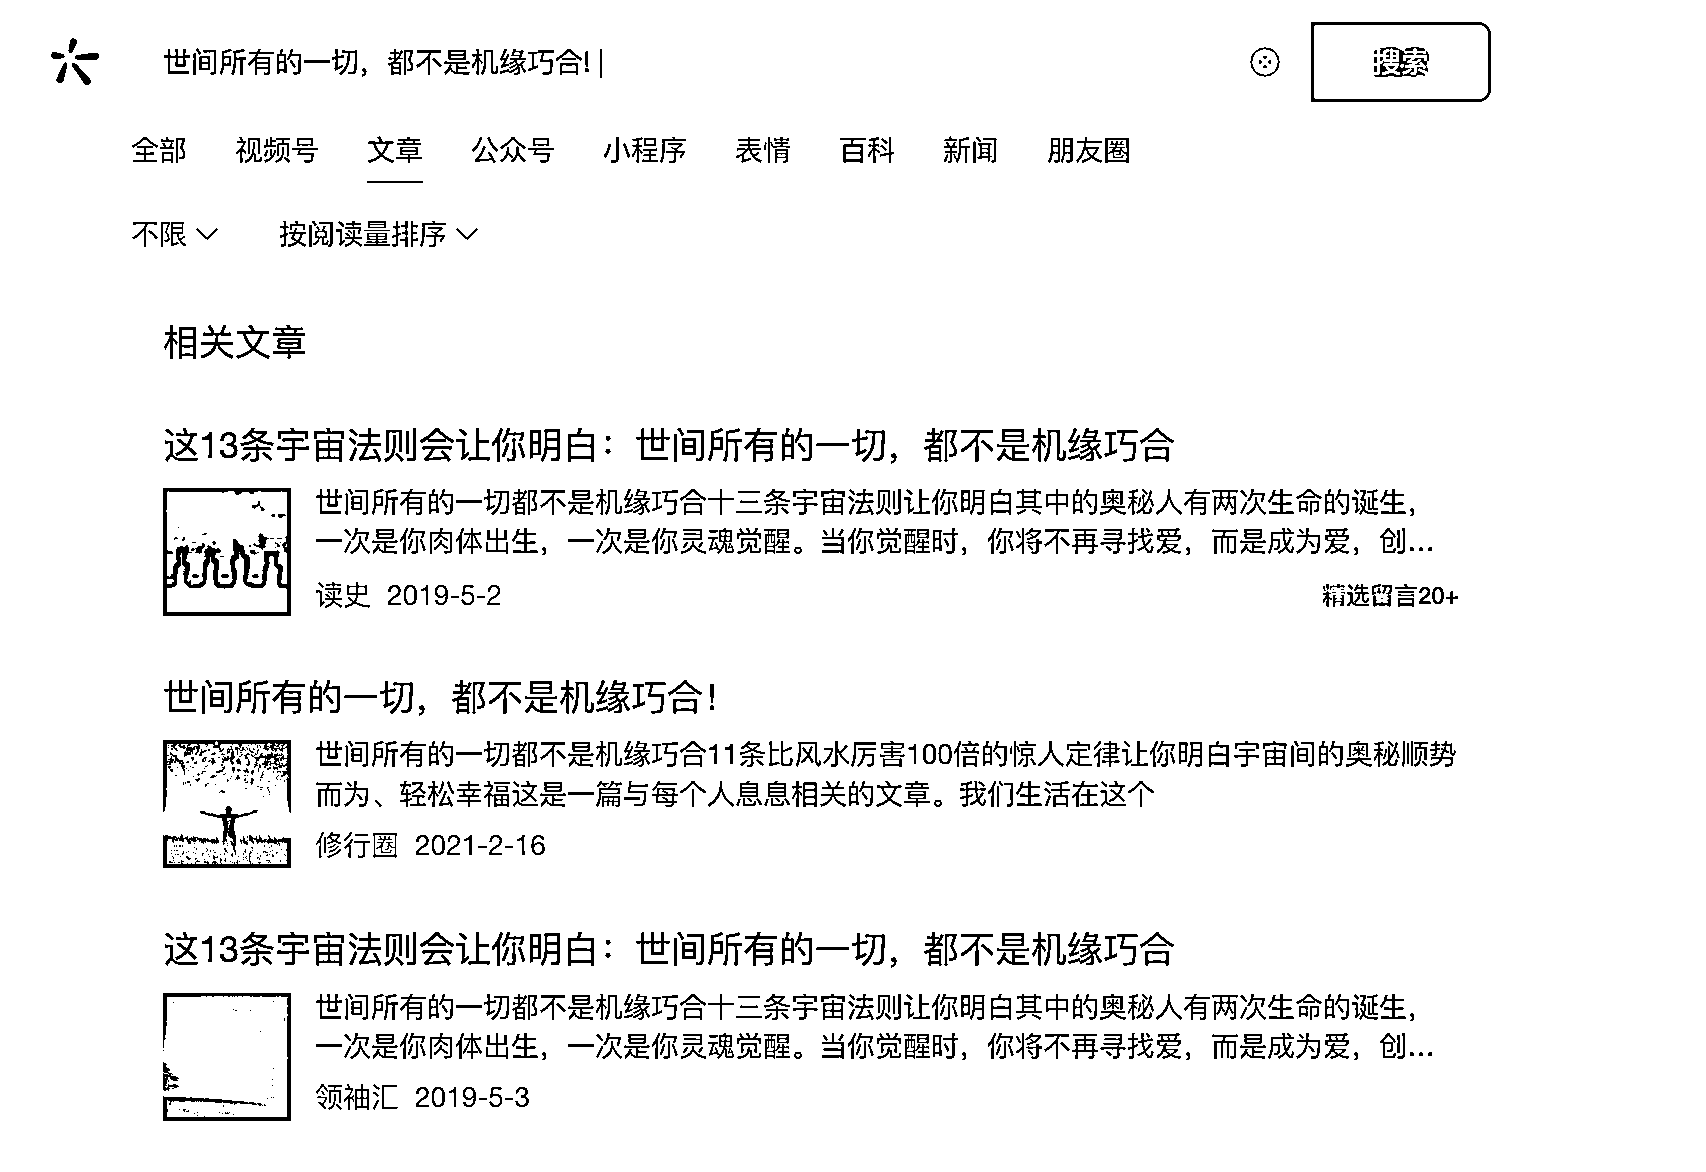 世间所有的一切，都不是机缘巧合!
搜索
全部 视频号 文章 公众号 小程序 表情 百科 新闻 朋友圈
不限 按阅读量排序
相关文章
这13条宇宙法则会让你明白：世间所有的一切，都不是机缘巧合
世间所有的一切都不是机缘巧合十三条宇宙法则让你明白其中的奥秘人有两次生命的诞生，
一次是你肉体出生，一次是你灵魂觉醒。当你觉醒时，你将不再寻找爱，而是成为爱，创...
读史 2019-5-2 精选留言20+
世间所有的一切，都不是机缘巧合！
世间所有的一切都不是机缘巧合11条比风水厉害100倍的惊人定律让你明白宇宙间的奥秘顺势
而为、轻松幸福这是一篇与每个人息息相关的文章。我们生活在这个
修行圈 2021-2-16
这13条宇宙法则会让你明白：世间所有的一切，都不是机缘巧合
世间所有的一切都不是机缘巧合十三条宇宙法则让你明白其中的奥秘人有两次生命的诞生，
一次是你肉体出生，一次是你灵魂觉醒。当你觉醒时，你将不再寻找爱，而是成为爱，创...
领袖汇 2019-5-3